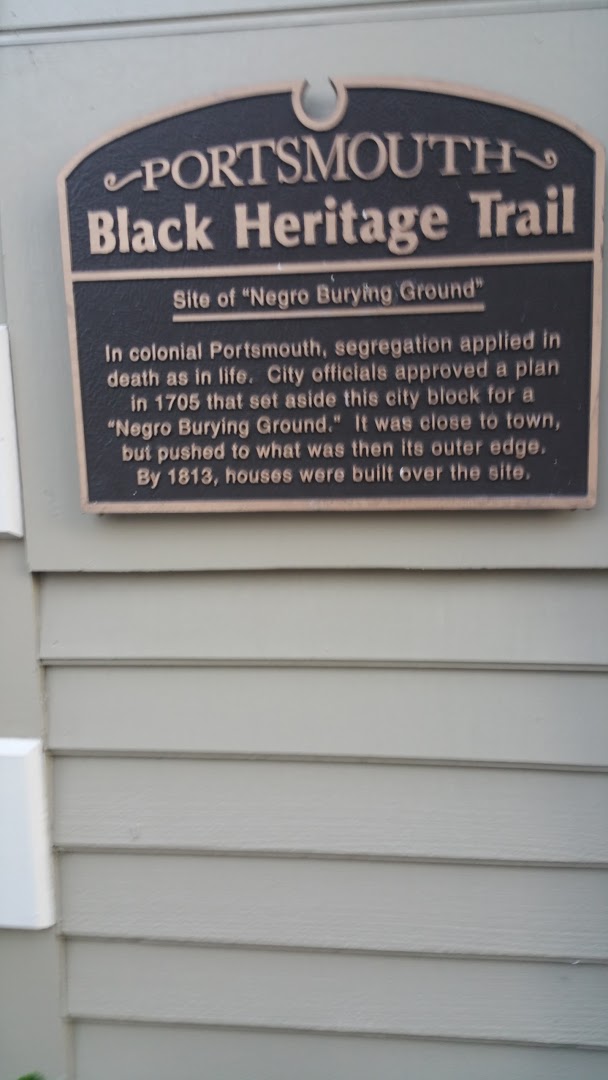 PORTSMOUTH
Black Heritage Trail
Site of "Negro Burying Ground"
In colonial Portsmouth, segregation applied in
death as in life. City officials approved a plan
in 1705 that set aside this city block for a
"Negro Burying Ground." It was close to town,
but pushed to what was then its outer edge.
By 1813, houses were built over the site.